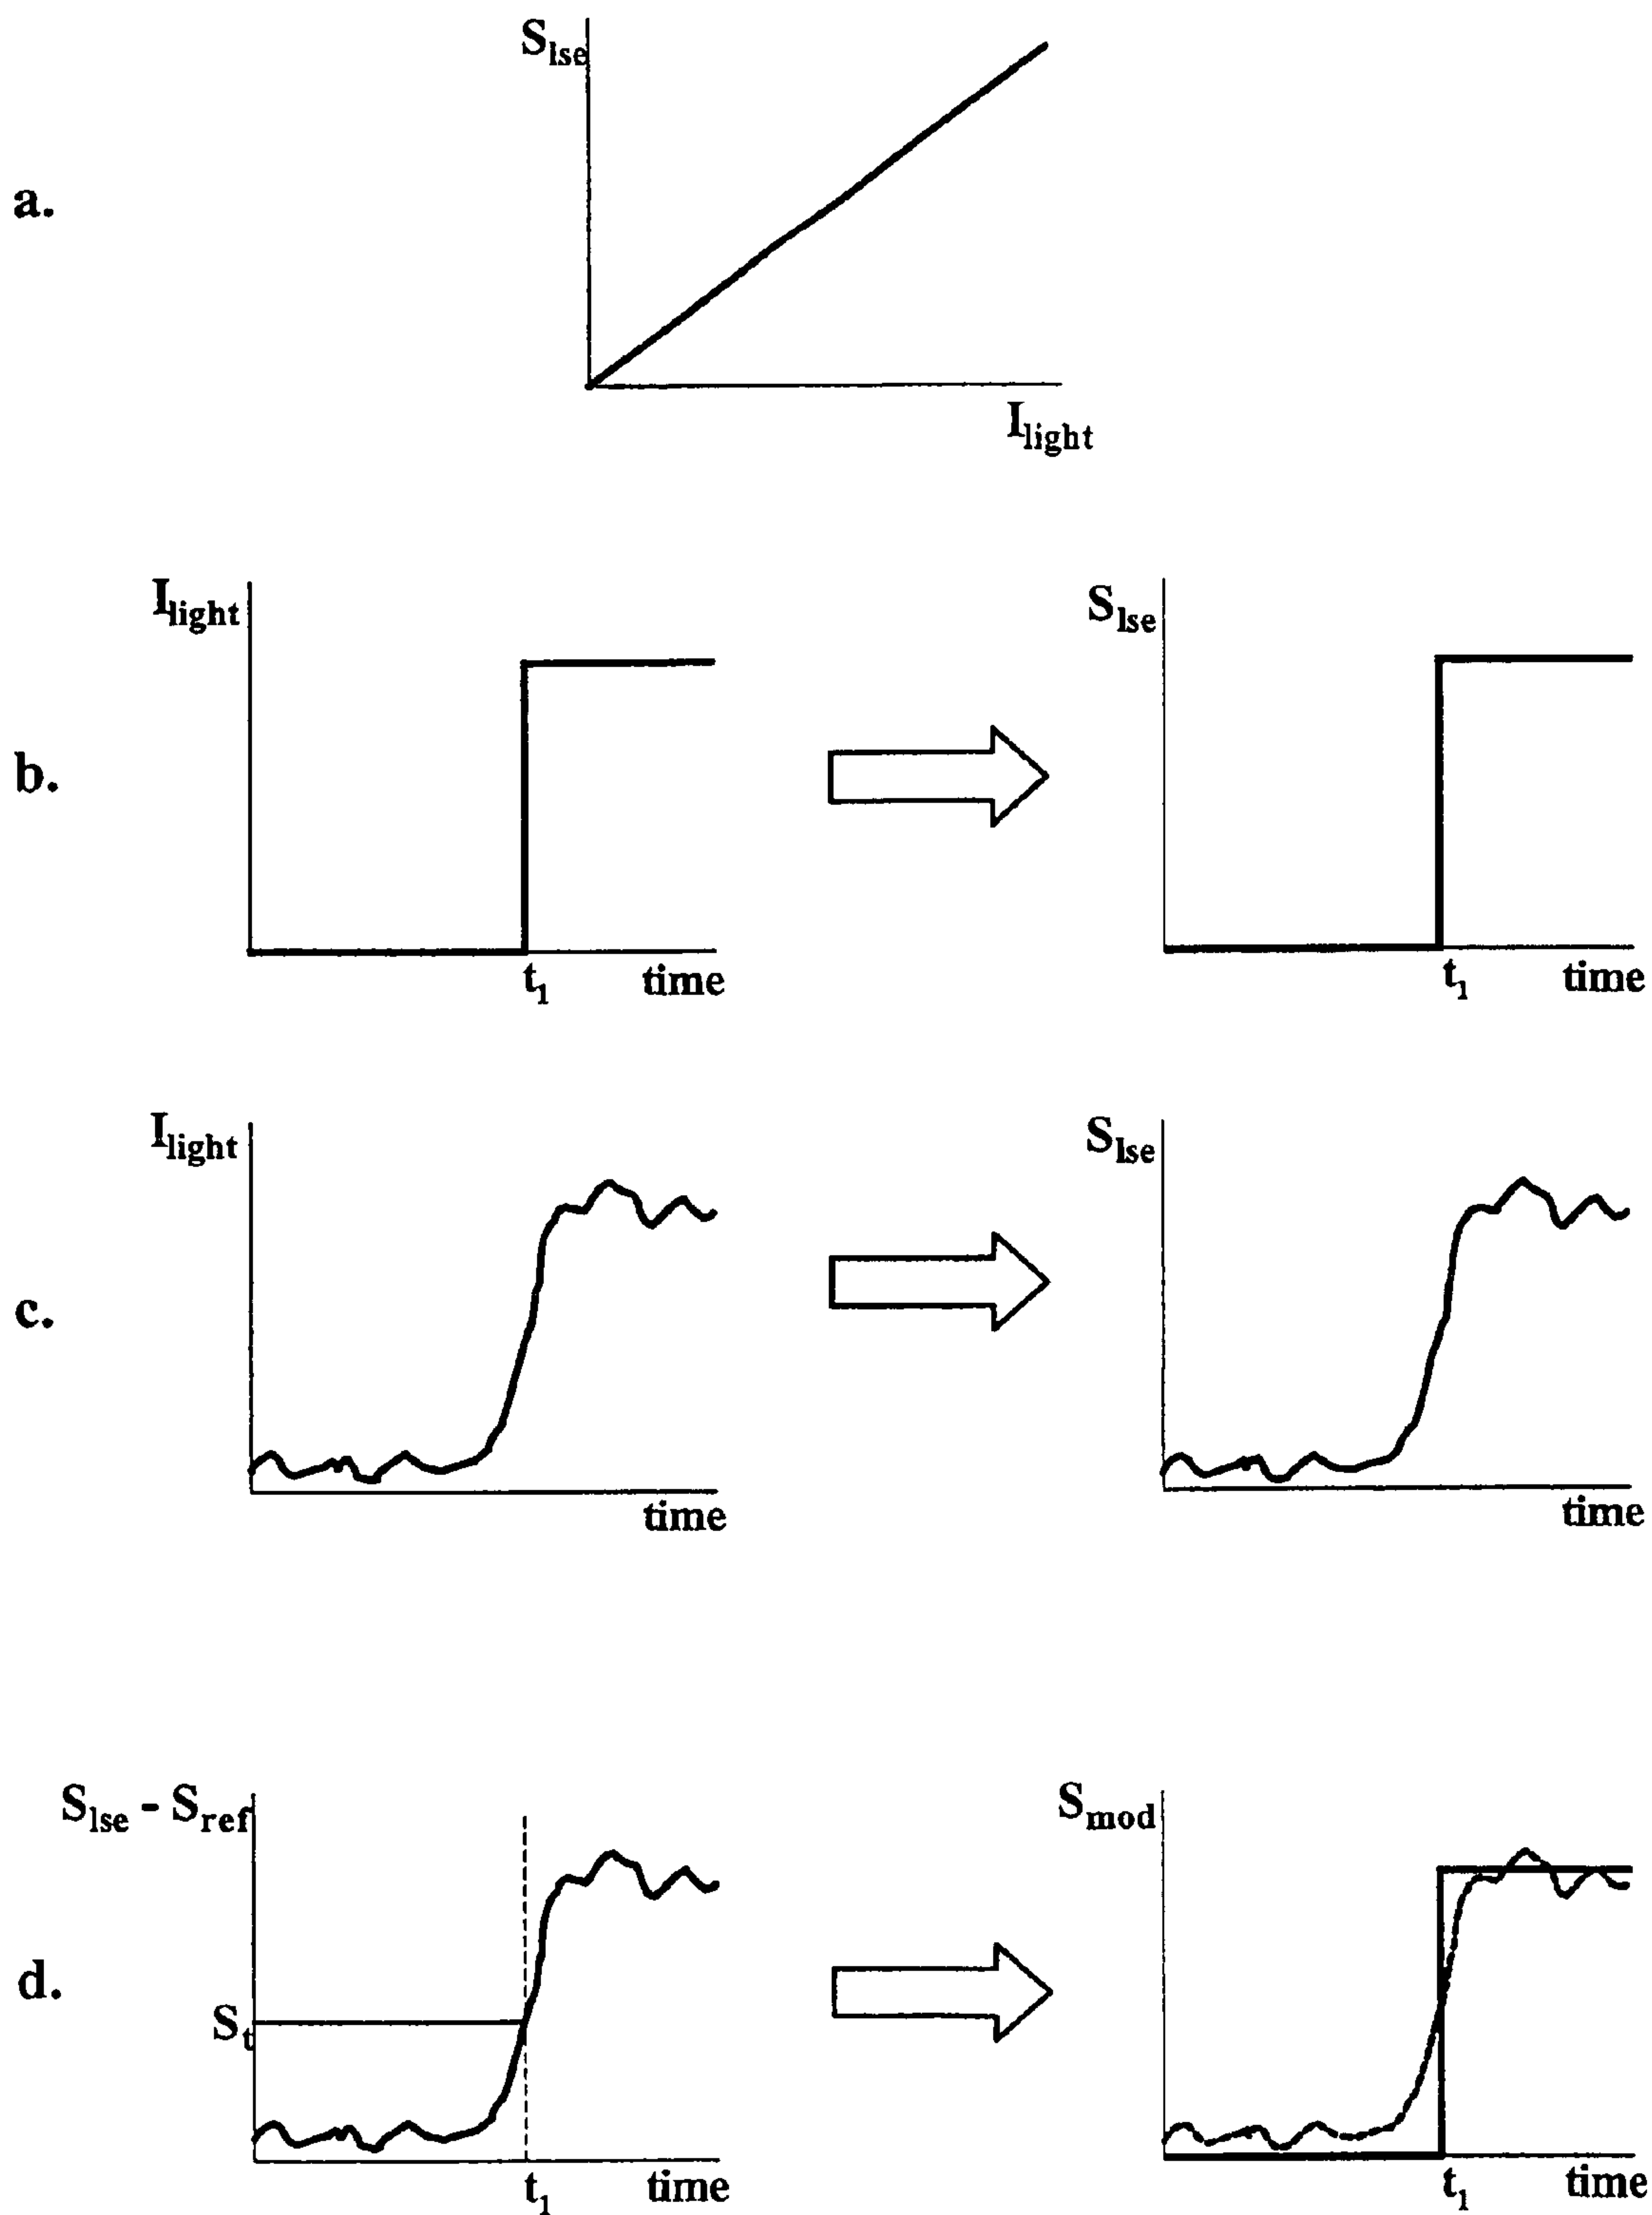 a.
S_lse
I_light
b.
I_light
t_1 time
S_lse
t_1 time
c.
I_light
time
S_lse
time
d.
S_lse - S_ref
S_t
t_1 time
S_mod
t_1 time